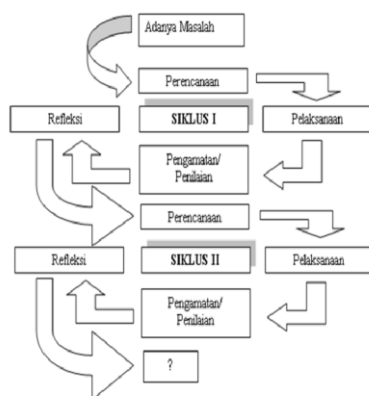 Adanya Masalah
Perencanaan
Refleksi
SIKLUS I
Pelaksanaan
Pengamatan/
Penilaian
Perencanaan
Refleksi
SIKLUS II
Pelaksanaan
Pengamatan/
Penilaian
?